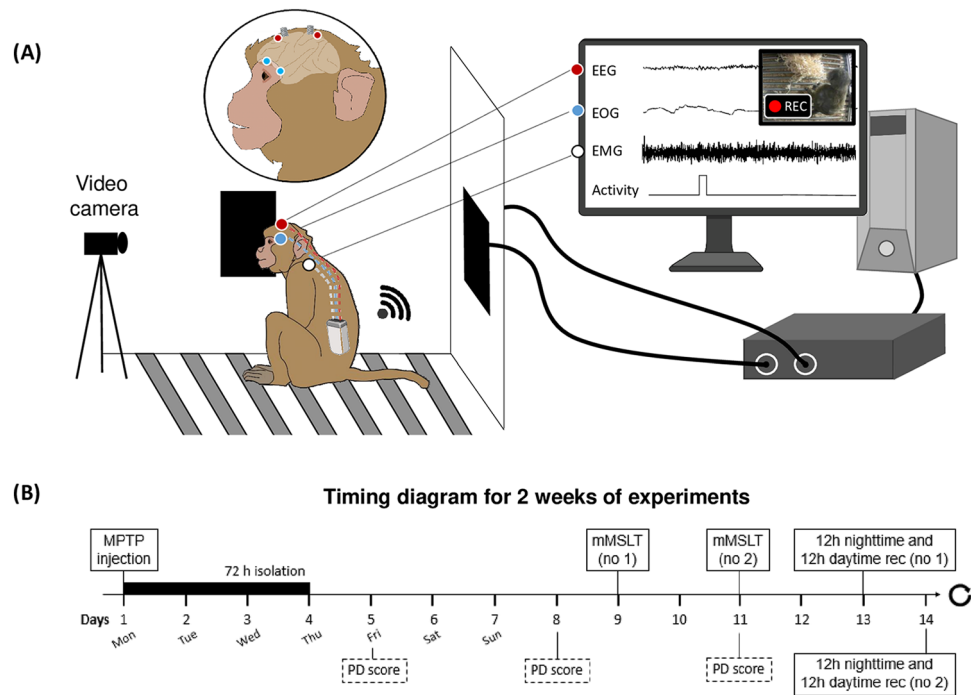 (A)
Video
camera
EEG
EOG
EMG
Activity
REC
(B)
Timing diagram for 2 weeks of experiments
MPTP
injection
72 h isolation
mMSLT
(no 1)
mMSLT
(no 2)
12h nighttime and
12h daytime rec (no 1)
Days 1 2 3 4 5 6 7 8 9 11 12 13 14
Mon Tue Wed Thu Fri Sat Sun
PD score
PD score
PD score
12h nighttime and
12h daytime rec (no 2)